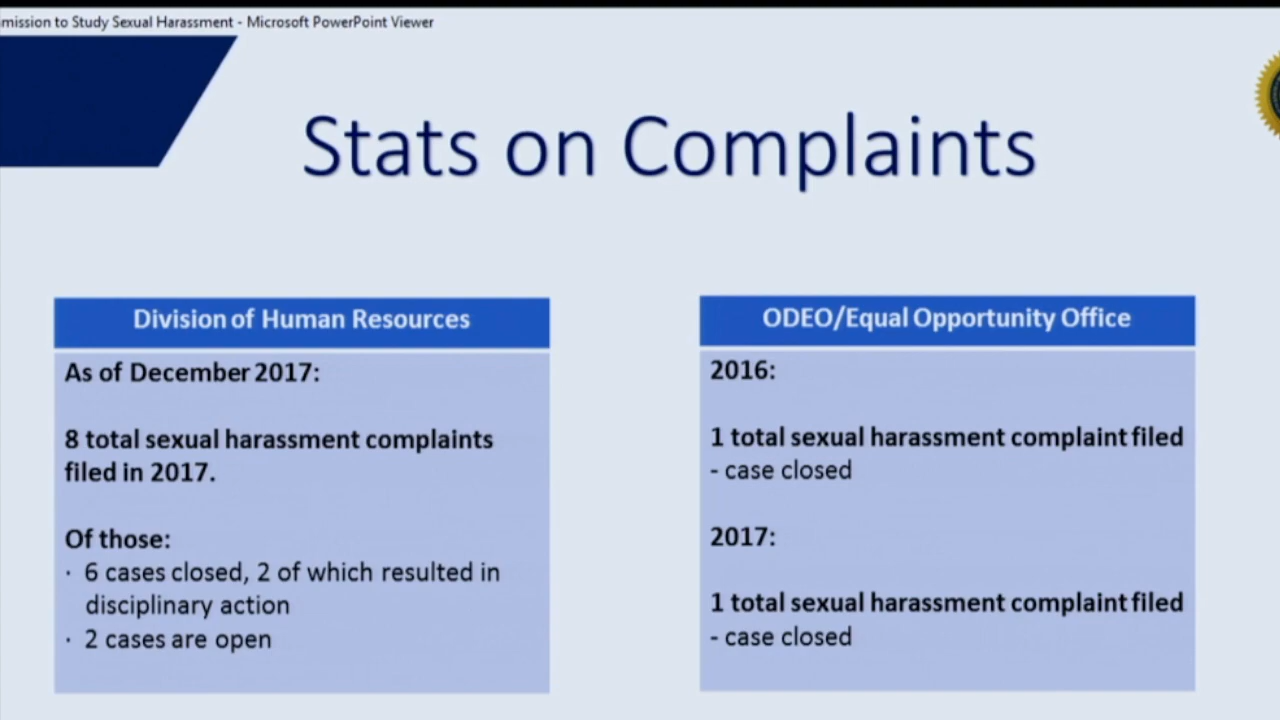 mission to Study Sexual Harassment - Microsoft PowerPoint Viewer
Stats on Complaints
Division of Human Resources
As of December 2017:
8 total sexual harassment complaints
filed in 2017.
Of those:
· 6 cases closed, 2 of which resulted in
disciplinary action
· 2 cases are open
ODEO/Equal Opportunity Office
2016:
1 total sexual harassment complaint filed
- case closed
2017:
1 total sexual harassment complaint filed
- case closed